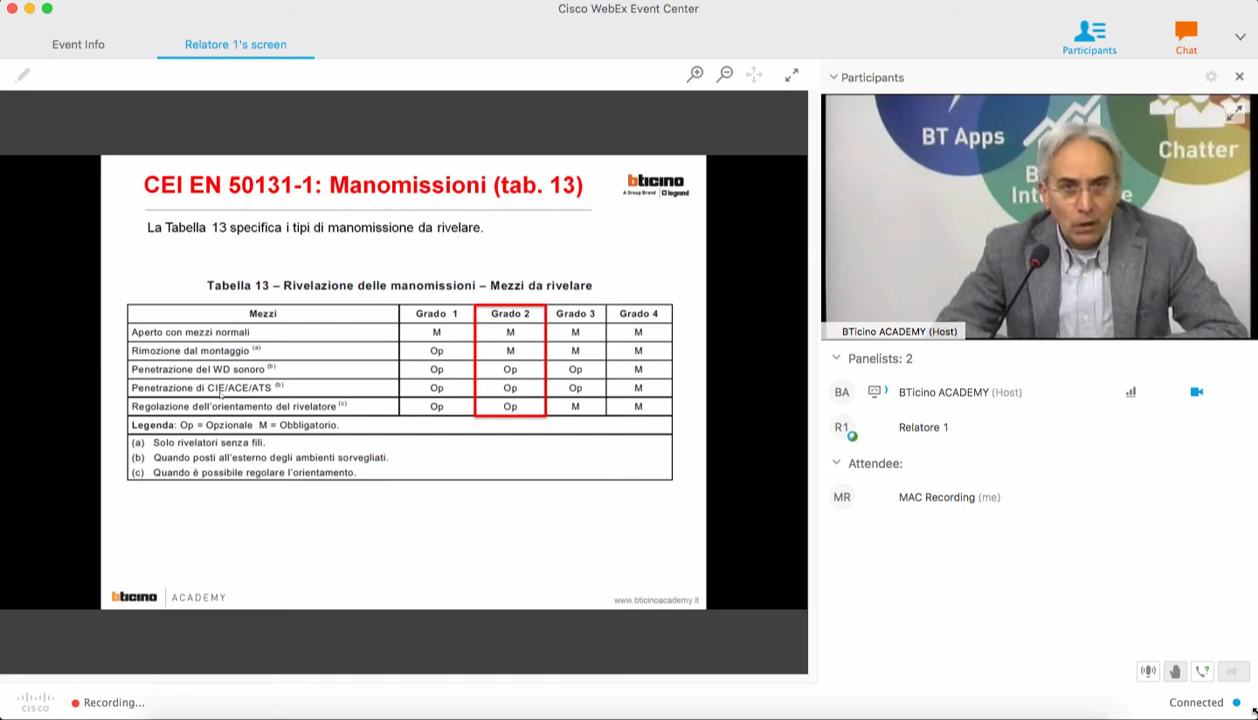 Cisco WebEx Event Center
Event Info
Relatore 1's screen
Participants
Chat
Participants
CEI EN 50131-1: Manomissioni (tab. 13)
bticino
A Group Brand | legrand
La Tabella 13 specifica i tipi di manomissione da rivelare.
Tabella 13 – Rivelazione delle manomissioni – Mezzi da rivelare
Mezzi Grado 1 Grado 2 Grado 3 Grado 4
Aperto con mezzi normali M M M M
Rimozione dal montaggio (a) Op M M M
Penetrazione del WD sonoro (b) Op Op Op M
Penetrazione di CIE/ACE/ATS (b) Op Op Op M
Regolazione dell'orientamento del rivelatore (c) Op Op M M
Legenda: Op = Opzionale M = Obbligatorio.
(a) Solo rivelatori senza fili.
(b) Quando posti all'esterno degli ambienti sorvegliati.
(c) Quando è possibile regolare l'orientamento.
bticino ACADEMY
www.bticinoacademy.it
BT Apps
Chatter
BTicino ACADEMY (Host)
Panelists: 2
BA BTicino ACADEMY (Host)
R1 Relatore 1
Attendee:
MR MAC Recording (me)
CISCO
Recording...
Connected